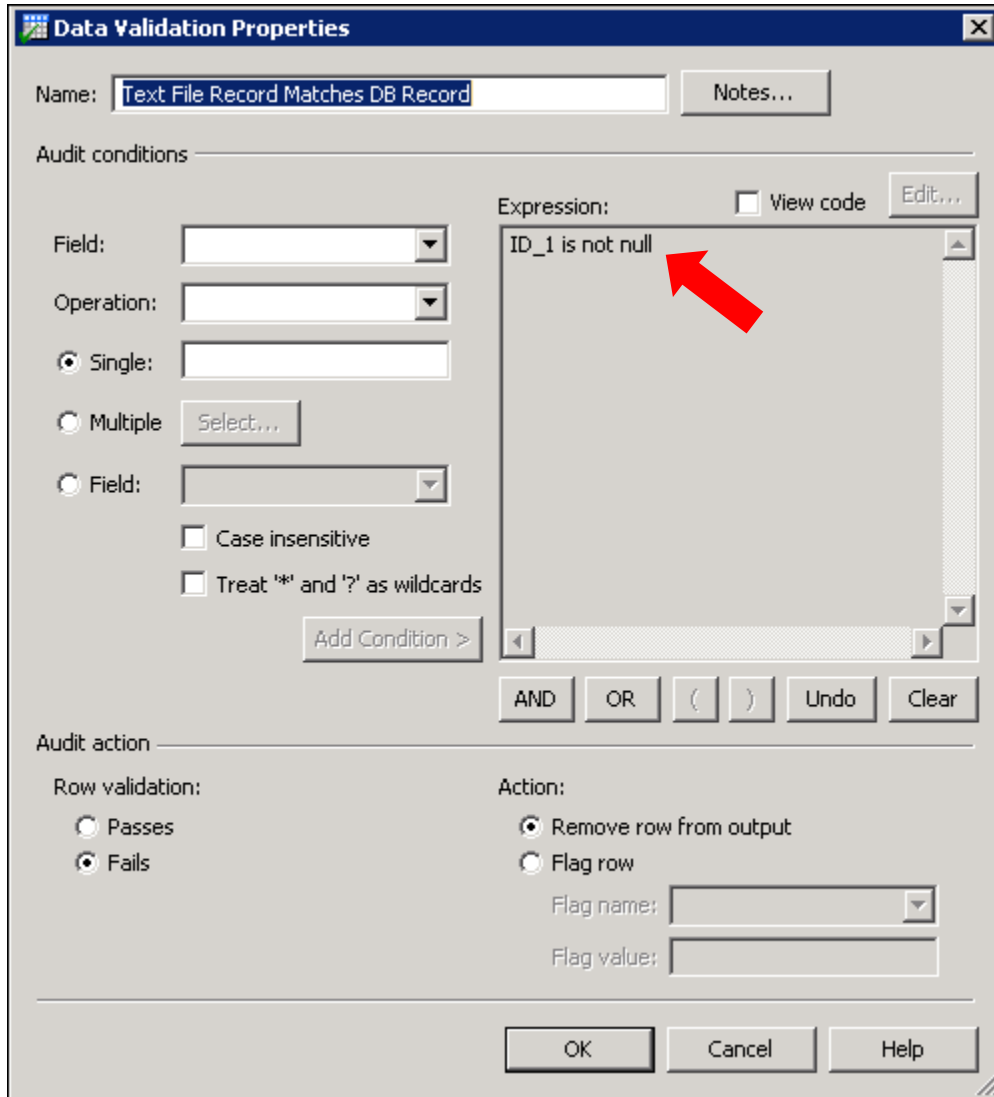 Data Validation Properties
Name: Text File Record Matches DB Record Notes...
Audit conditions
Expression: View code Edit...
Field: ID_1 is not null
Operation:
Single:
Multiple Select...
Field:
Case insensitive
Treat '*' and '?' as wildcards
Add Condition >
AND OR ( ) Undo Clear
Audit action
Row validation: Action:
Passes Remove row from output
Fails Flag row
Flag name:
Flag value:
OK Cancel Help